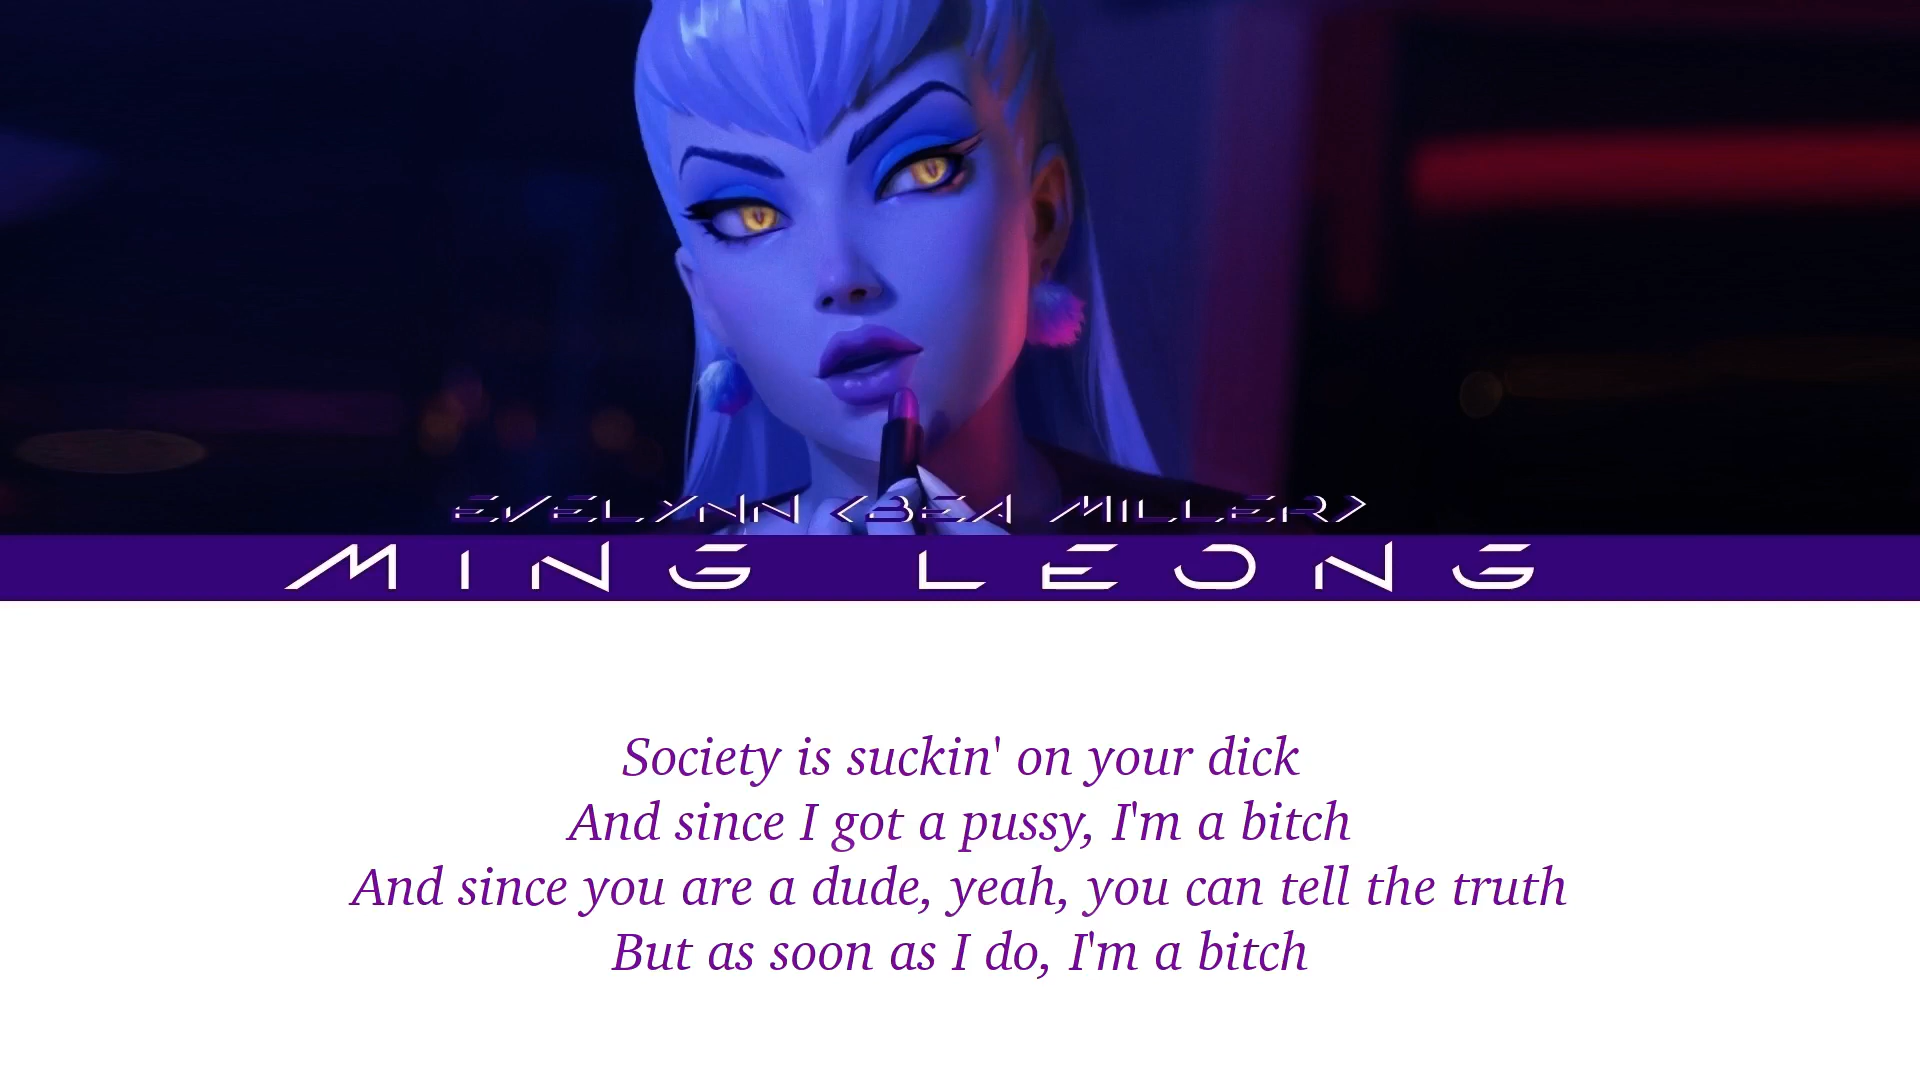 EVELYNN <BEA MILLER>
MING LEONG
Society is suckin' on your dick
And since I got a pussy, I'm a bitch
And since you are a dude, yeah, you can tell the truth
But as soon as I do, I'm a bitch